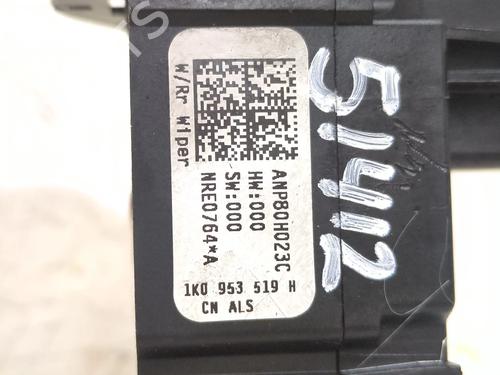 W/Rr Wiper
ANP80H023C
HW:000
SW:000
NRE0764*A
1K0 953 519 H
CN ALS
51412